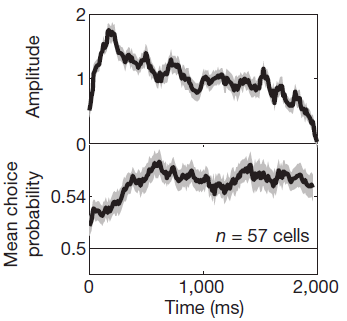 2
Amplitude
1
0
Mean choice
probability
0.54
0.5
n = 57 cells
0
1,000
2,000
Time (ms)